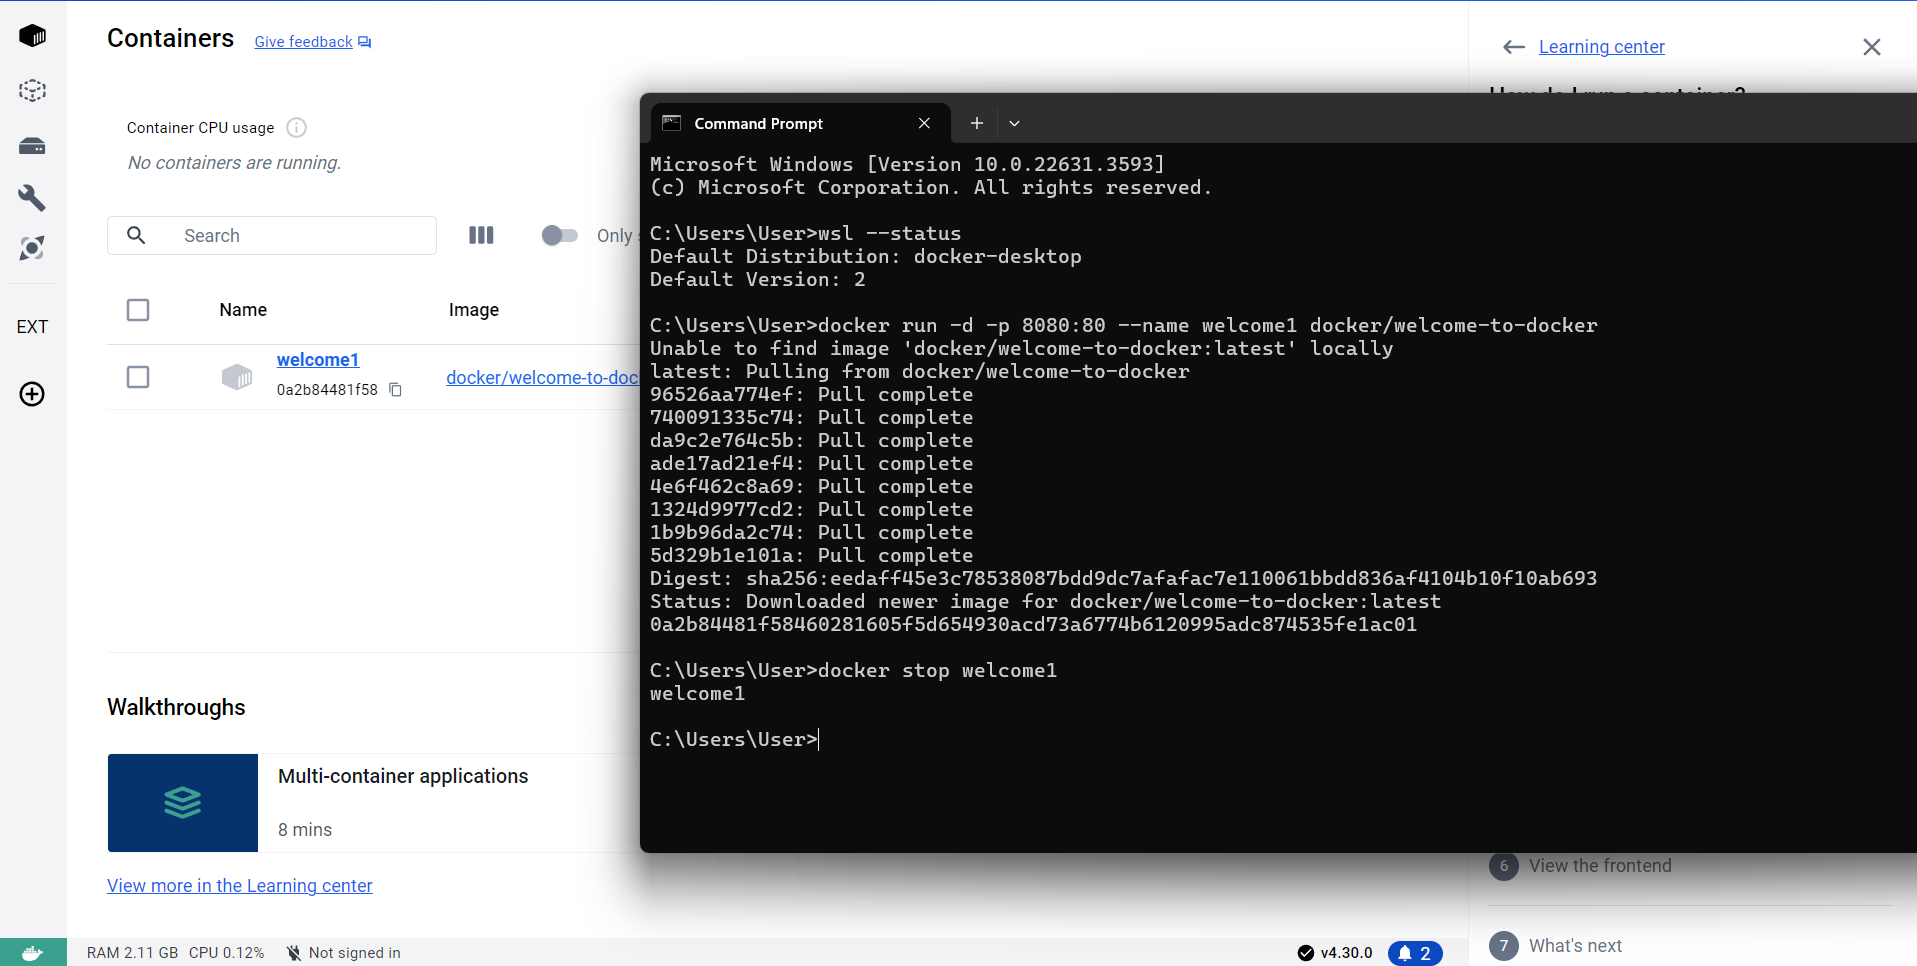 Containers
Give feedback
Container CPU usage
No containers are running.
Search
Only
Name
Image
welcome1
0a2b84481f58
docker/welcome-to-doc
Walkthroughs
Multi-container applications
8 mins
View more in the Learning center
EXT
Learning center
How do I run a container?
Command Prompt
Microsoft Windows [Version 10.0.22631.3593]
(c) Microsoft Corporation. All rights reserved.
C:\Users\User>wsl --status
Default Distribution: docker-desktop
Default Version: 2
C:\Users\User>docker run -d -p 8080:80 --name welcome1 docker/welcome-to-docker
Unable to find image 'docker/welcome-to-docker:latest' locally
latest: Pulling from docker/welcome-to-docker
96526aa774ef: Pull complete
740091335c74: Pull complete
da9c2e764c5b: Pull complete
ade17ad21ef4: Pull complete
4e6f462c8a69: Pull complete
1324d9977cd2: Pull complete
1b9b96da2c74: Pull complete
5d329b1e101a: Pull complete
Digest: sha256:eedaff45e3c78538087bdd9dc7afafac7e110061bbdd836af4104b10f10ab693
Status: Downloaded newer image for docker/welcome-to-docker:latest
0a2b84481f58460281605f5d654930acd73a6774b6120995adc874535fe1ac01
C:\Users\User>docker stop welcome1
welcome1
C:\Users\User>
6 View the frontend
7 What's next
RAM 2.11 GB CPU 0.12% Not signed in
v4.30.0 2